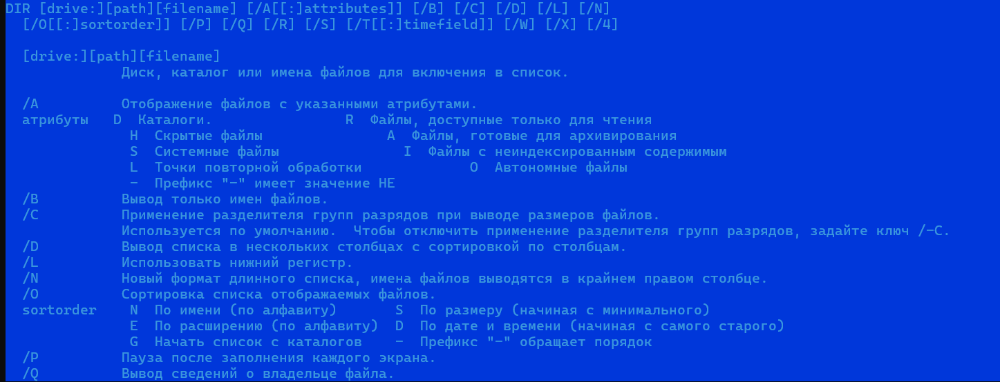 DIR [drive:][path][filename] [/A[[:]attributes]] [/B] [/C] [/D] [/L] [/N]
[/O[[:]sortorder]] [/P] [/Q] [/R] [/S] [/T[[:]timefield]] [/W] [/X] [/4]
[drive:][path][filename]
Диск, каталог или имена файлов для включения в список.
/A Отображение файлов с указанными атрибутами.
атрибуты D Каталоги. R Файлы, доступные только для чтения
H Скрытые файлы A Файлы, готовые для архивирования
S Системные файлы I Файлы с неиндексированным содержимым
L Точки повторной обработки O Автономные файлы
- Префикс "-" имеет значение НЕ
/B Вывод только имен файлов.
/C Применение разделителя групп разрядов при выводе размеров файлов.
Используется по умолчанию. Чтобы отключить применение разделителя групп разрядов, задайте ключ /-C.
/D Вывод списка в нескольких столбцах с сортировкой по столбцам.
/L Использовать нижний регистр.
/N Новый формат длинного списка, имена файлов выводятся в крайнем правом столбце.
/O Сортировка списка отображаемых файлов.
sortorder N По имени (по алфавиту) S По размеру (начиная с минимального)
E По расширению (по алфавиту) D По дате и времени (начиная с самого старого)
G Начать список с каталогов - Префикс "-" обращает порядок
/P Пауза после заполнения каждого экрана.
/Q Вывод сведений о владельце файла.